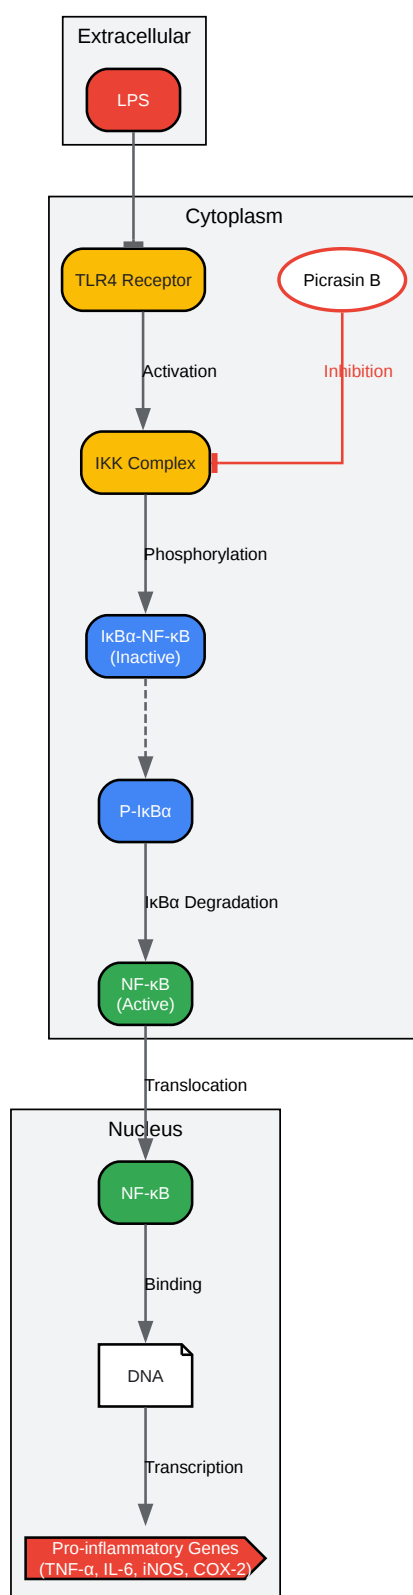 Extracellular
LPS
Cytoplasm
TLR4 Receptor
Picrasin B
Activation
Inhibition
IKK Complex
Phosphorylation
IκBα-NF-κB
(Inactive)
P-IκBα
IκBα Degradation
NF-κB
(Active)
Translocation
Nucleus
NF-κB
Binding
DNA
Transcription
Pro-inflammatory Genes
(TNF-α, IL-6, iNOS, COX-2)